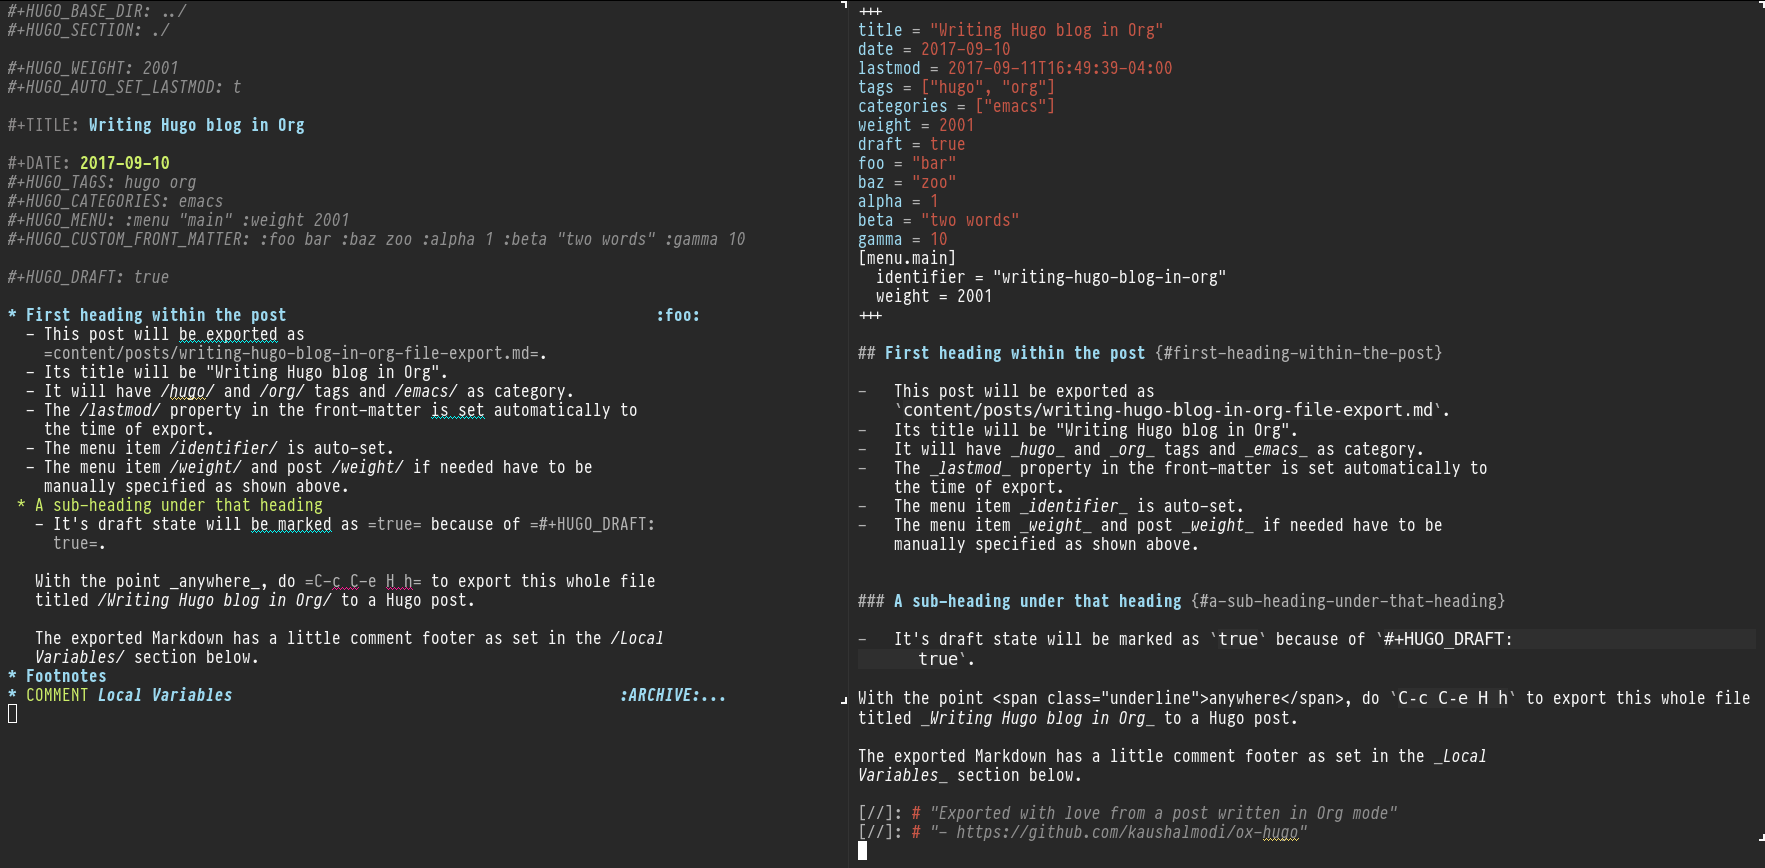 #+HUGO_BASE_DIR: ../
#+HUGO_SECTION: ./
#+HUGO_WEIGHT: 2001
#+HUGO_AUTO_SET_LASTMOD: t
#+TITLE: Writing Hugo blog in Org
#+DATE: 2017-09-10
#+HUGO_TAGS: hugo org
#+HUGO_CATEGORIES: emacs
#+HUGO_MENU: :menu "main" :weight 2001
#+HUGO_CUSTOM_FRONT_MATTER: :foo bar :baz zoo :alpha 1 :beta "two words" :gamma 10
#+HUGO_DRAFT: true
* First heading within the post :foo:
- This post will be exported as
=content/posts/writing-hugo-blog-in-org-file-export.md=.
- Its title will be "Writing Hugo blog in Org".
- It will have /hugo/ and /org/ tags and /emacs/ as category.
- The /lastmod/ property in the front-matter is set automatically to
the time of export.
- The menu item /identifier/ is auto-set.
- The menu item /weight/ and post /weight/ if needed have to be
manually specified as shown above.
* A sub-heading under that heading
- It's draft state will be marked as =true= because of =#+HUGO_DRAFT:
true=.
With the point _anywhere_, do =C-c C-e H h= to export this whole file
titled /Writing Hugo blog in Org/ to a Hugo post.
The exported Markdown has a little comment footer as set in the /Local
Variables/ section below.
* Footnotes
* COMMENT Local Variables :ARCHIVE:...
+++
title = "Writing Hugo blog in Org"
date = 2017-09-10
lastmod = 2017-09-11T16:49:39-04:00
tags = ["hugo", "org"]
categories = ["emacs"]
weight = 2001
draft = true
foo = "bar"
baz = "zoo"
alpha = 1
beta = "two words"
gamma = 10
[menu.main]
identifier = "writing-hugo-blog-in-org"
weight = 2001
+++
## First heading within the post {#first-heading-within-the-post}
- This post will be exported as
`content/posts/writing-hugo-blog-in-org-file-export.md`.
- Its title will be "Writing Hugo blog in Org".
- It will have _hugo_ and _org_ tags and _emacs_ as category.
- The _lastmod_ property in the front-matter is set automatically to
the time of export.
- The menu item _identifier_ is auto-set.
- The menu item _weight_ and post _weight_ if needed have to be
manually specified as shown above.
### A sub-heading under that heading {#a-sub-heading-under-that-heading}
- It's draft state will be marked as `true` because of `#+HUGO_DRAFT:
true`.
With the point <span class="underline">anywhere</span>, do `C-c C-e H h` to export this whole file
titled _Writing Hugo blog in Org_ to a Hugo post.
The exported Markdown has a little comment footer as set in the _Local
Variables_ section below.
[//]: # "Exported with love from a post written in Org mode"
[//]: # "- https://github.com/kaushalmodi/ox-hugo"